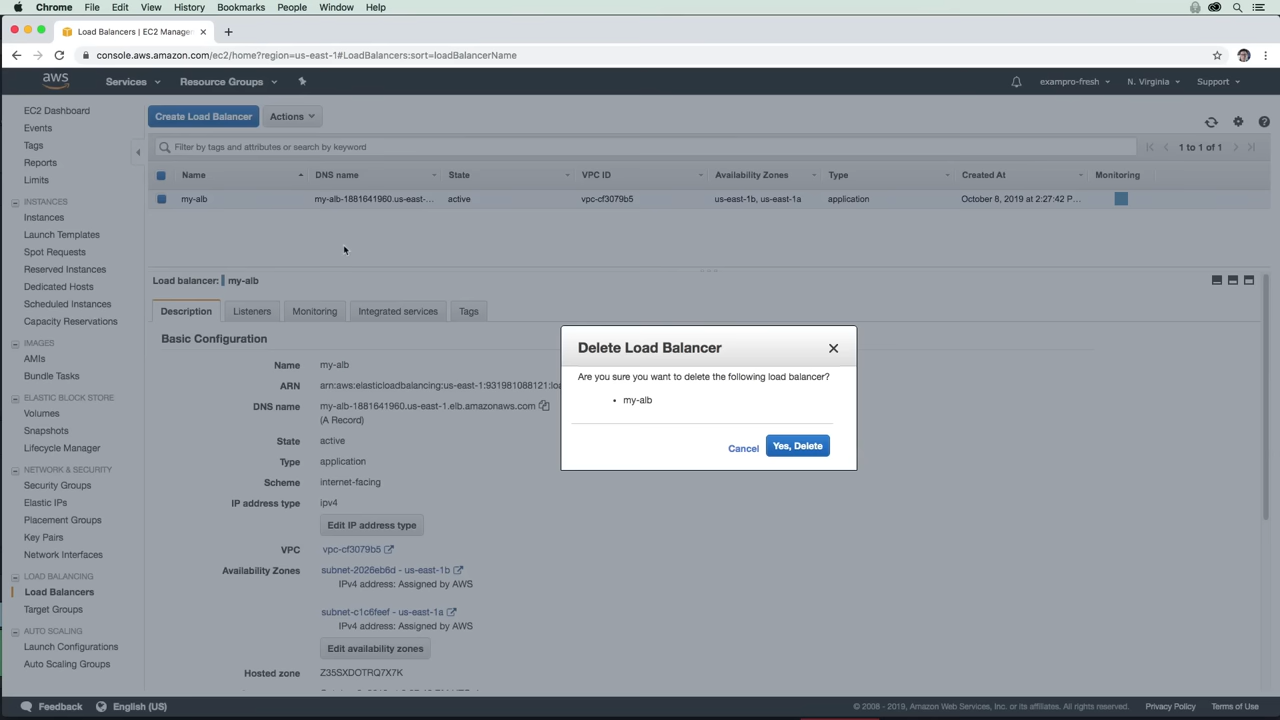 Chrome File Edit View History Bookmarks People Window Help
Load Balancers | EC2 Manage
console.aws.amazon.com/ec2/home?region=us-east-1#LoadBalancers:sort=loadBalancerName
aws Services Resource Groups exampro-fresh N. Virginia Support
EC2 Dashboard
Events
Tags
Reports
Limits
INSTANCES
Instances
Launch Templates
Spot Requests
Reserved Instances
Dedicated Hosts
Scheduled Instances
Capacity Reservations
IMAGES
AMIs
Bundle Tasks
ELASTIC BLOCK STORE
Volumes
Snapshots
Lifecycle Manager
NETWORK & SECURITY
Security Groups
Elastic IPs
Placement Groups
Key Pairs
Network Interfaces
LOAD BALANCING
Load Balancers
Target Groups
AUTO SCALING
Launch Configurations
Auto Scaling Groups
Create Load Balancer Actions
Filter by tags and attributes or search by keyword
1 to 1 of 1
Name DNS name State VPC ID Availability Zones Type Created At Monitoring
my-alb my-alb-1881641960.us-east-... active vpc-cf3079b5 us-east-1b, us-east-1a application October 8, 2019 at 2:27:42 P...
Load balancer: my-alb
Description Listeners Monitoring Integrated services Tags
Basic Configuration
Name my-alb
ARN arn:aws:elasticloadbalancing:us-east-1:931981088121:lo
DNS name my-alb-1881641960.us-east-1.elb.amazonaws.com
(A Record)
State active
Type application
Scheme internet-facing
IP address type ipv4
Edit IP address type
VPC vpc-cf3079b5
Availability Zones subnet-2026eb6d - us-east-1b
IPv4 address: Assigned by AWS
subnet-c1c6feef - us-east-1a
IPv4 address: Assigned by AWS
Edit availability zones
Hosted zone Z35SXDOTRQ7X7K
Delete Load Balancer
Are you sure you want to delete the following load balancer?
• my-alb
Cancel Yes, Delete
Feedback English (US) © 2008 - 2019, Amazon Web Services, Inc. or its affiliates. All rights reserved. Privacy Policy Terms of Use